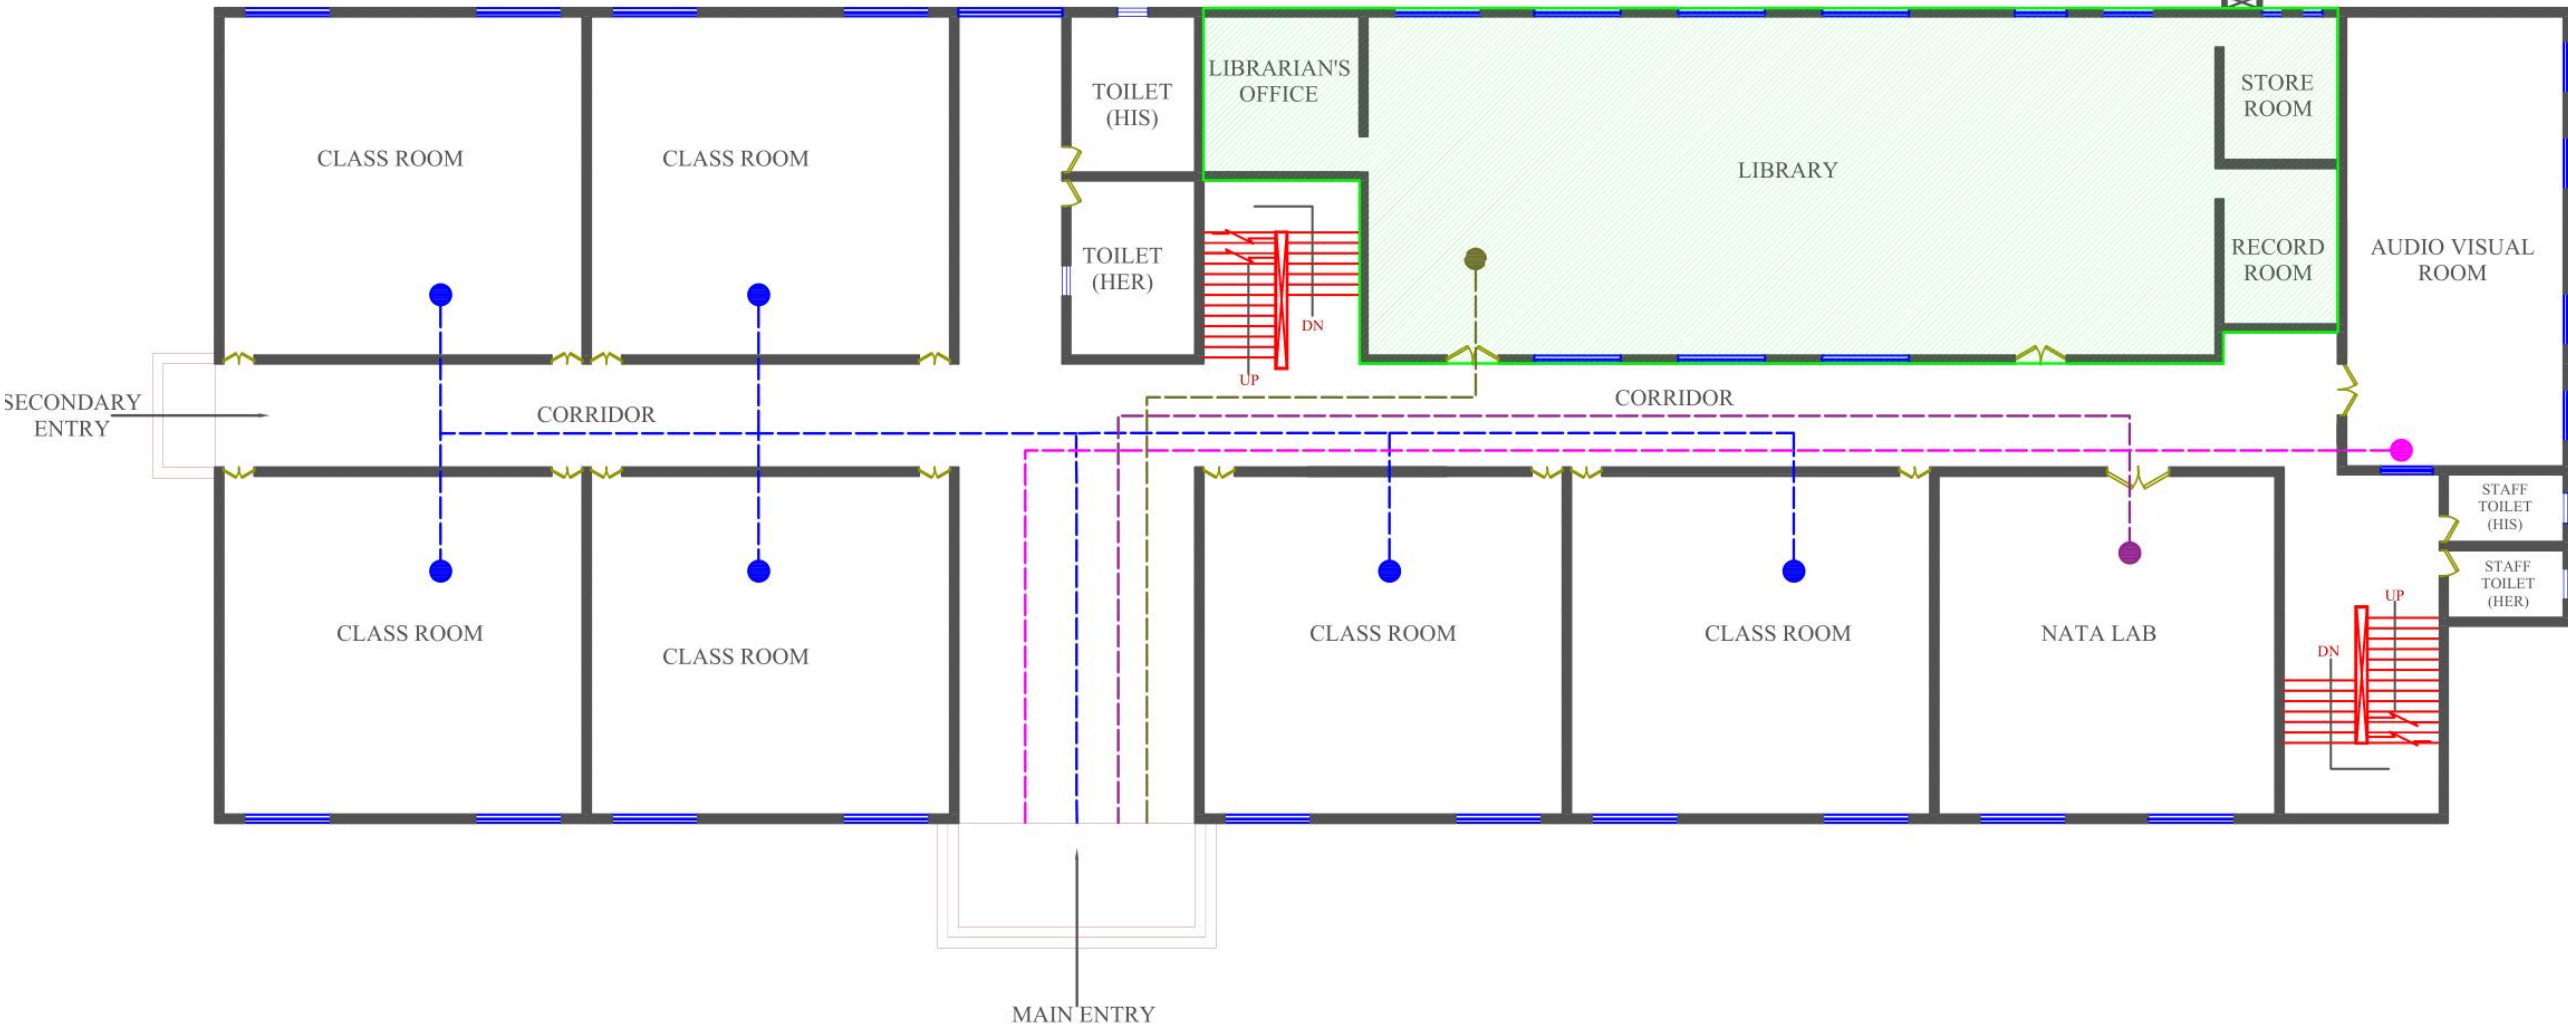 LIBRARIAN'S
OFFICE
TOILET
(HIS)
STORE
ROOM
CLASS ROOM
CLASS ROOM
LIBRARY
TOILET
(HER)
RECORD
ROOM
AUDIO VISUAL
ROOM
DN
UP
SECONDARY
ENTRY
CORRIDOR
CORRIDOR
STAFF
TOILET
(HIS)
STAFF
TOILET
(HER)
UP
DN
CLASS ROOM
CLASS ROOM
CLASS ROOM
CLASS ROOM
NATA LAB
MAIN ENTRY